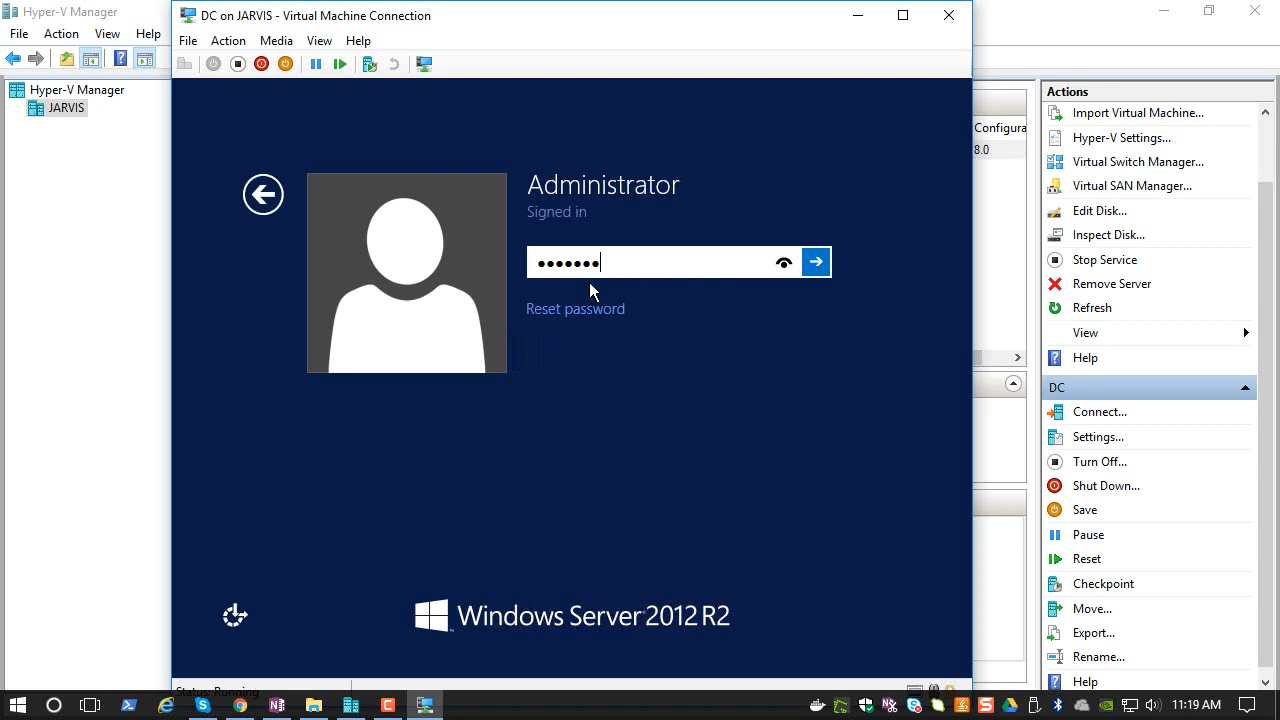 Hyper-V Manager
File Action View Help
Hyper-V Manager
JARVIS
DC on JARVIS - Virtual Machine Connection
File Action Media View Help
Administrator
Signed in
Reset password
Windows Server 2012 R2
Status: Running
Configura
8.0
Actions
Import Virtual Machine...
Hyper-V Settings...
Virtual Switch Manager...
Virtual SAN Manager...
Edit Disk...
Inspect Disk...
Stop Service
Remove Server
Refresh
View
Help
DC
Connect...
Settings...
Turn Off...
Shut Down...
Save
Pause
Reset
Checkpoint
Move...
Export...
Rename...
Help
11:19 AM